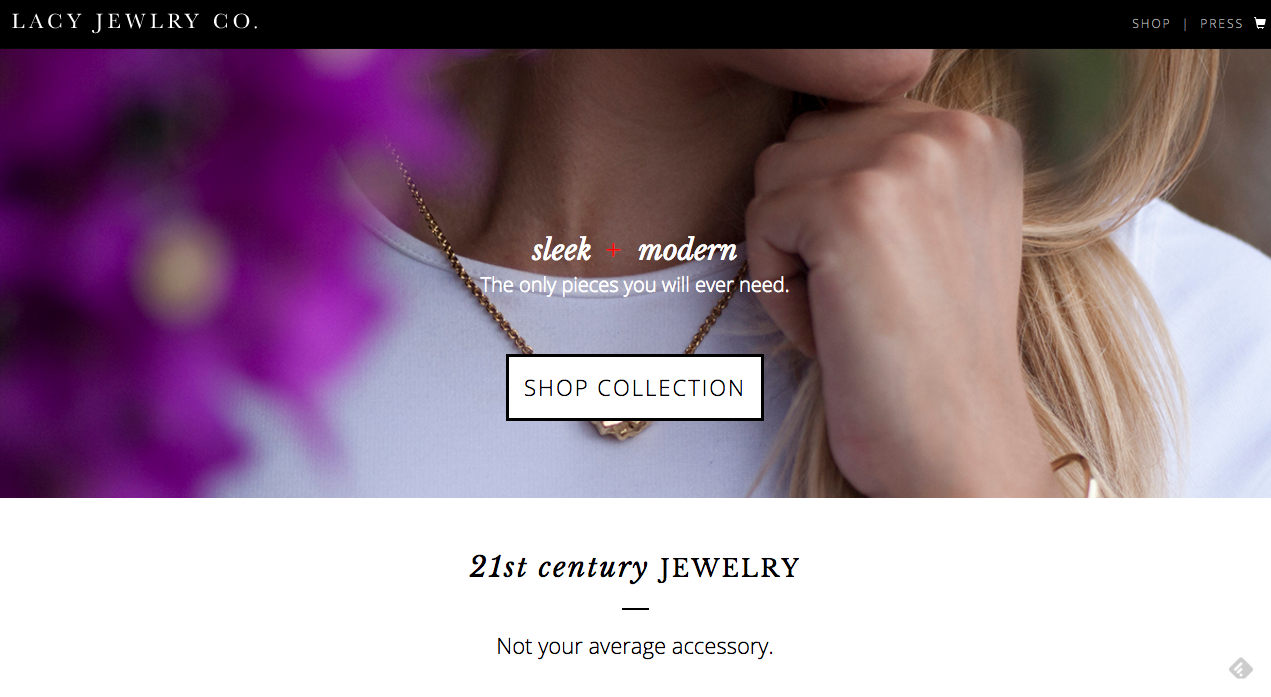 LACY JEWLRY CO.
SHOP | PRESS
sleek + modern
The only pieces you will ever need.
SHOP COLLECTION
21st century JEWELRY
Not your average accessory.